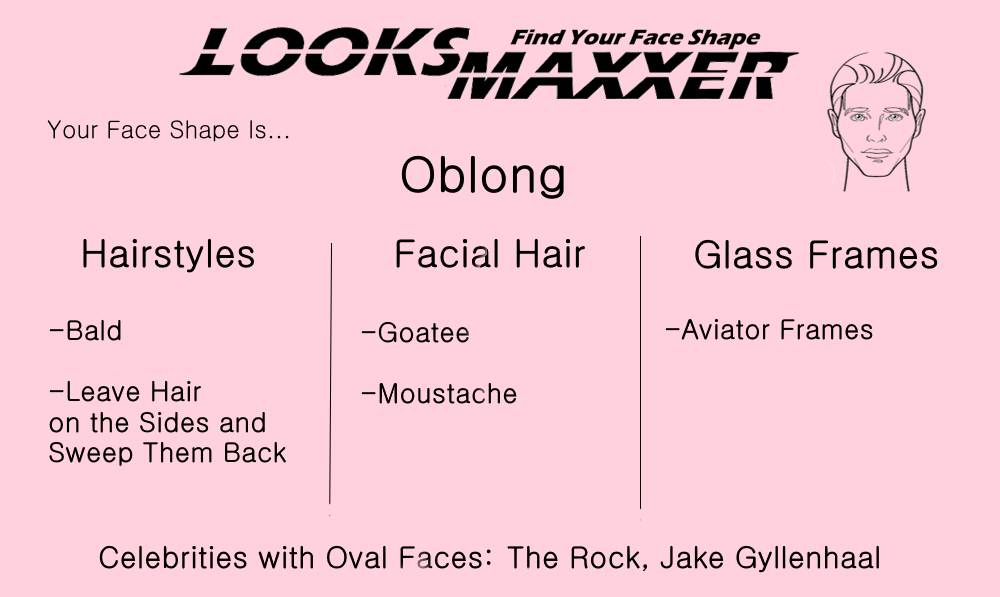 LOOKSMAXXER
Find Your Face Shape
Your Face Shape Is...
Oblong
Hairstyles
-Bald
-Leave Hair
on the Sides and
Sweep Them Back
Facial Hair
-Goatee
-Moustache
Glass Frames
-Aviator Frames
Celebrities with Oval Faces: The Rock, Jake Gyllenhaal